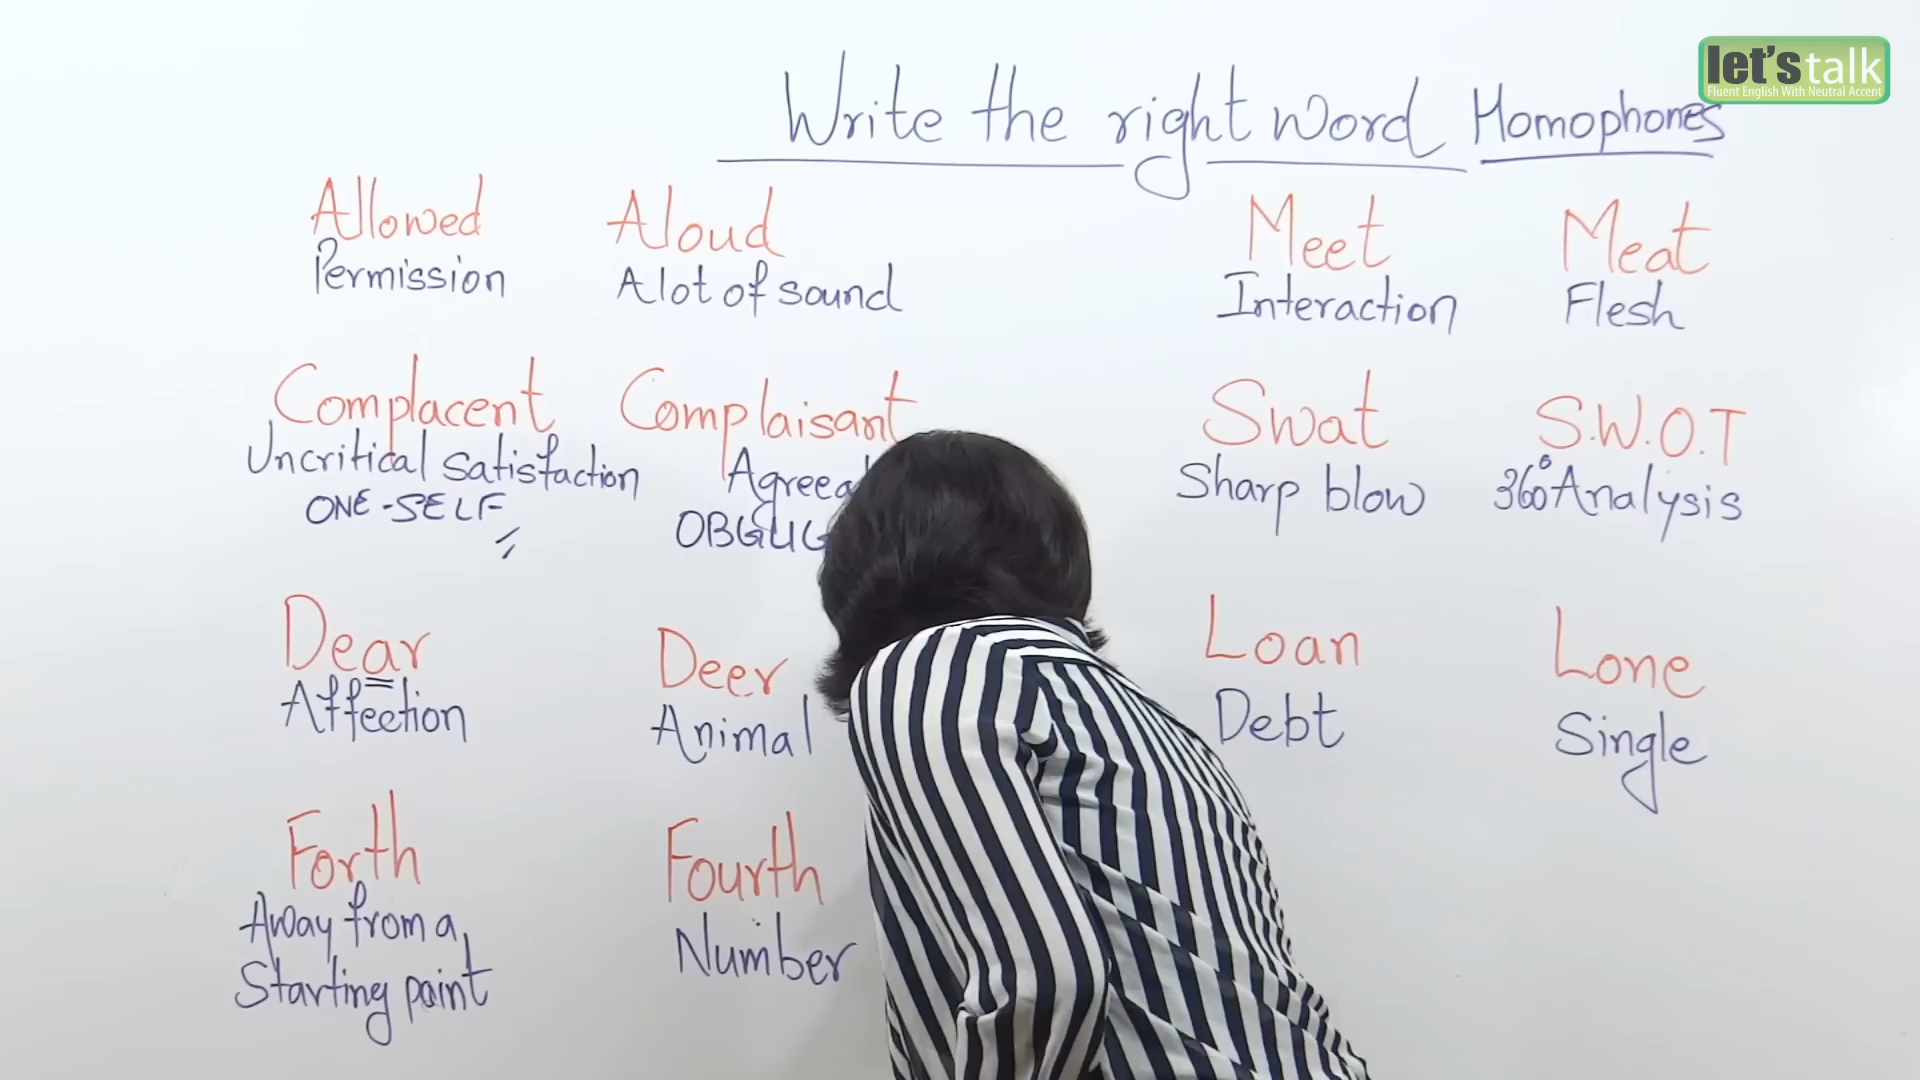 let's talk
Fluent English With Neutral Accent
Write the right word Homophones
Allowed
Permission
Aloud
A lot of sound
Meet
Interaction
Meat
Flesh
Complacent
Uncritical satisfaction
ONE-SELF
Complaisant
Swat
Sharp blow
S.W.O.T
360° Analysis
Dear
Affection
Deer
Animal
Loan
Debt
Lone
Single
Forth
Away from a
Starting point
Fourth
Number